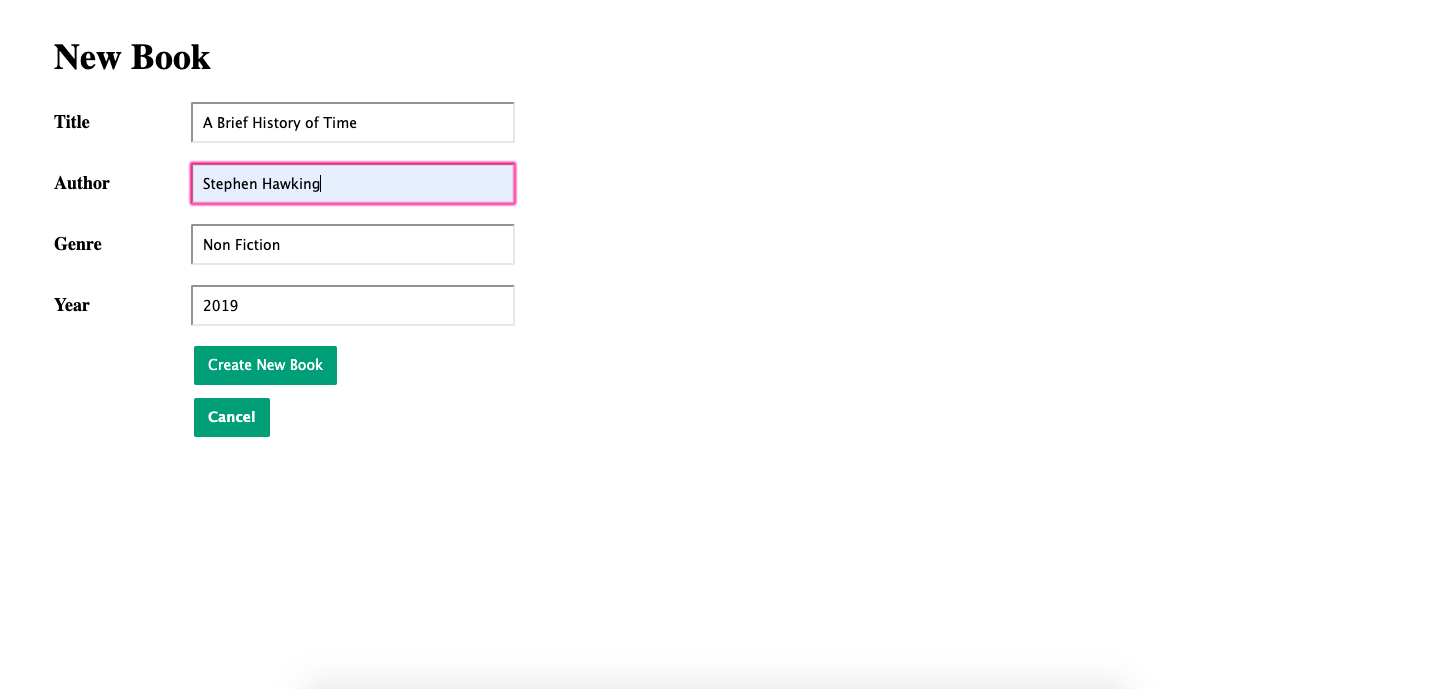 New Book
Title A Brief History of Time
Author Stephen Hawking
Genre Non Fiction
Year 2019
Create New Book
Cancel